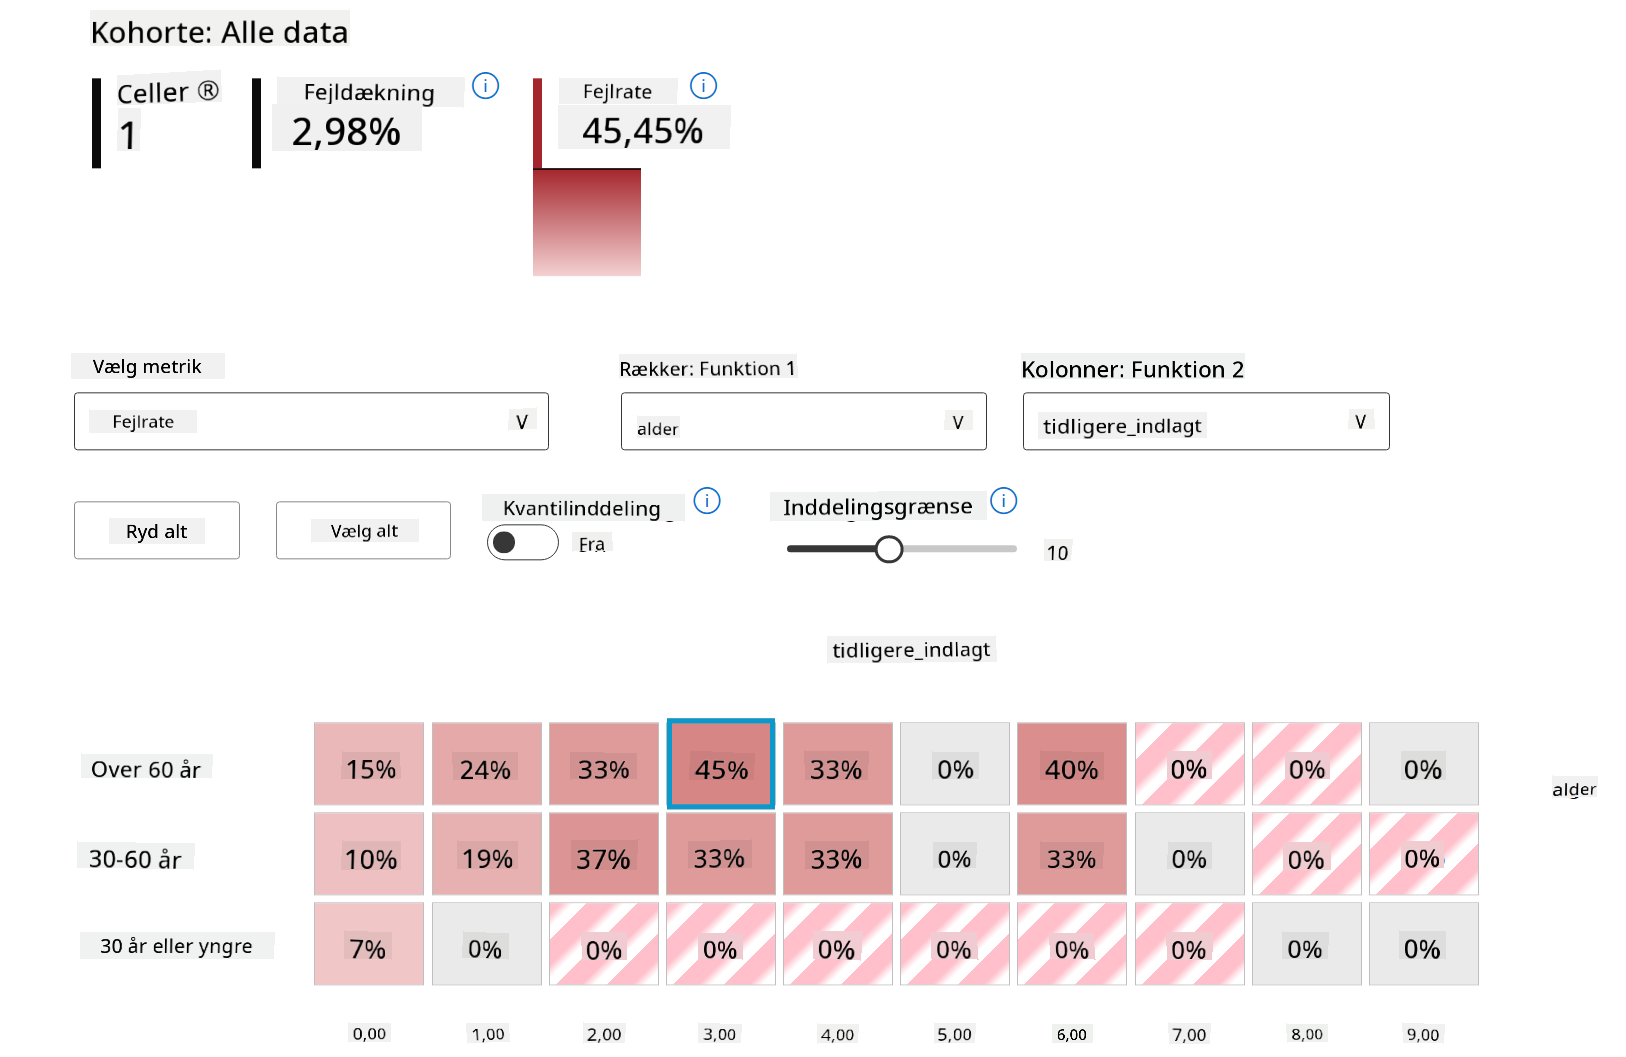 Kohorte: Alle data
Celler ®
1
Fejldækning
2,98%
Fejlrate
45,45%
Vælg metrik
Rækker: Funktion 1
Kolonner: Funktion 2
Fejlrate V
alder V
tidligere_indlagt V
Ryd alt
Vælg alt
Kvantilinddeling
Fra
Inddelingsgrænse
10
tidligere_indlagt
Over 60 år 15% 24% 33% 45% 33% 0% 40% 0% 0% 0%
alder
30-60 år 10% 19% 37% 33% 33% 0% 33% 0% 0% 0%
30 år eller yngre 7% 0% 0% 0% 0% 0% 0% 0% 0% 0%
0,00 1,00 2,00 3,00 4,00 5,00 6,00 7,00 8,00 9,00